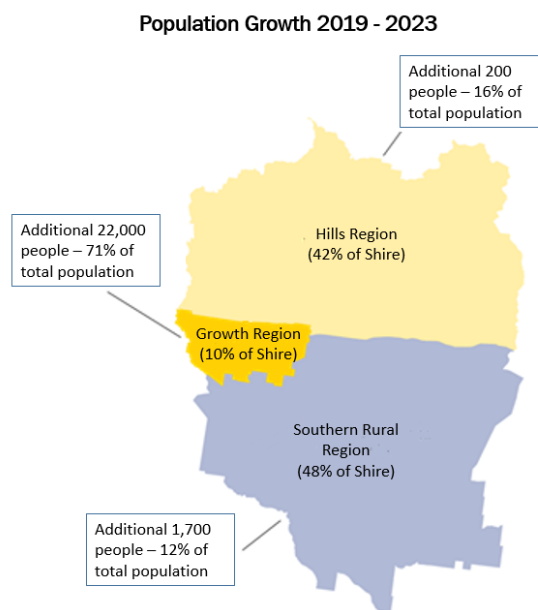 Population Growth 2019 - 2023
Additional 200
people – 16% of
total population
Hills Region
(42% of Shire)
Additional 22,000
people – 71% of
total population
Growth Region
(10% of Shire)
Southern Rural
Region
(48% of Shire)
Additional 1,700
people – 12% of
total population